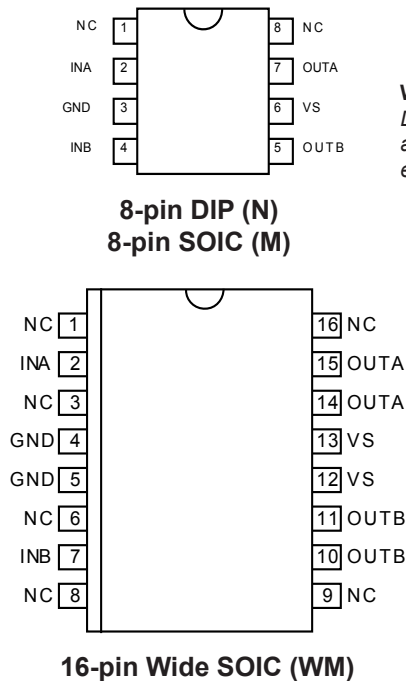 NC 1 8 NC
INA 2 7 OUTA
GND 3 6 VS
INB 4 5 OUTB
8-pin DIP (N)
8-pin SOIC (M)
NC 1 16 NC
INA 2 15 OUTA
NC 3 14 OUTA
GND 4 13 VS
GND 5 12 VS
NC 6 11 OUTB
INB 7 10 OUTB
NC 8 9 NC
16-pin Wide SOIC (WM)